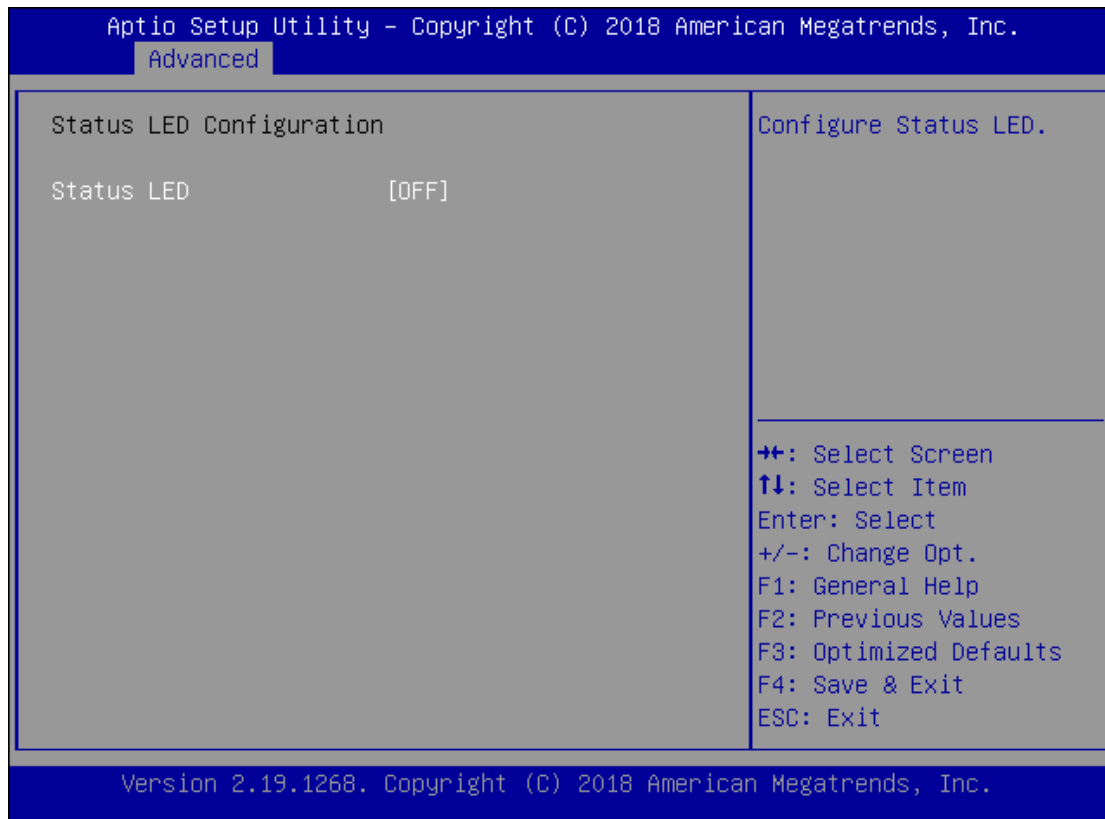 Aptio Setup Utility – Copyright (C) 2018 American Megatrends, Inc.
Advanced
Status LED Configuration
Status LED [OFF]
Configure Status LED.
→←: Select Screen
↑↓: Select Item
Enter: Select
+/-: Change Opt.
F1: General Help
F2: Previous Values
F3: Optimized Defaults
F4: Save & Exit
ESC: Exit
Version 2.19.1268. Copyright (C) 2018 American Megatrends, Inc.